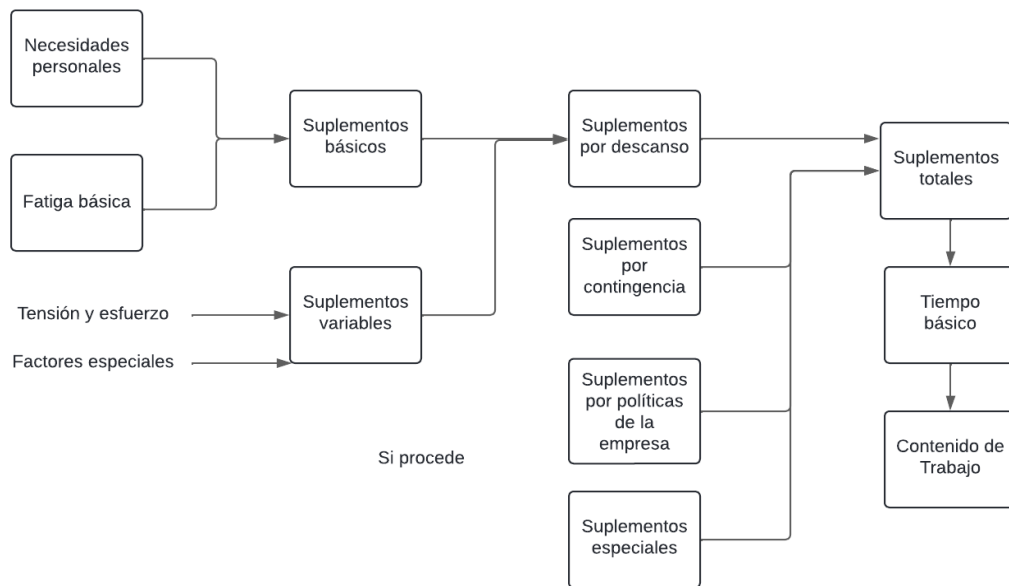 Necesidades
personales
Fatiga básica
Tensión y esfuerzo
Factores especiales
Suplementos
básicos
Suplementos
variables
Si procede
Suplementos
por descanso
Suplementos
por
contingencia
Suplementos
por políticas
de la
empresa
Suplementos
especiales
Suplementos
totales
Tiempo
básico
Contenido de
Trabajo